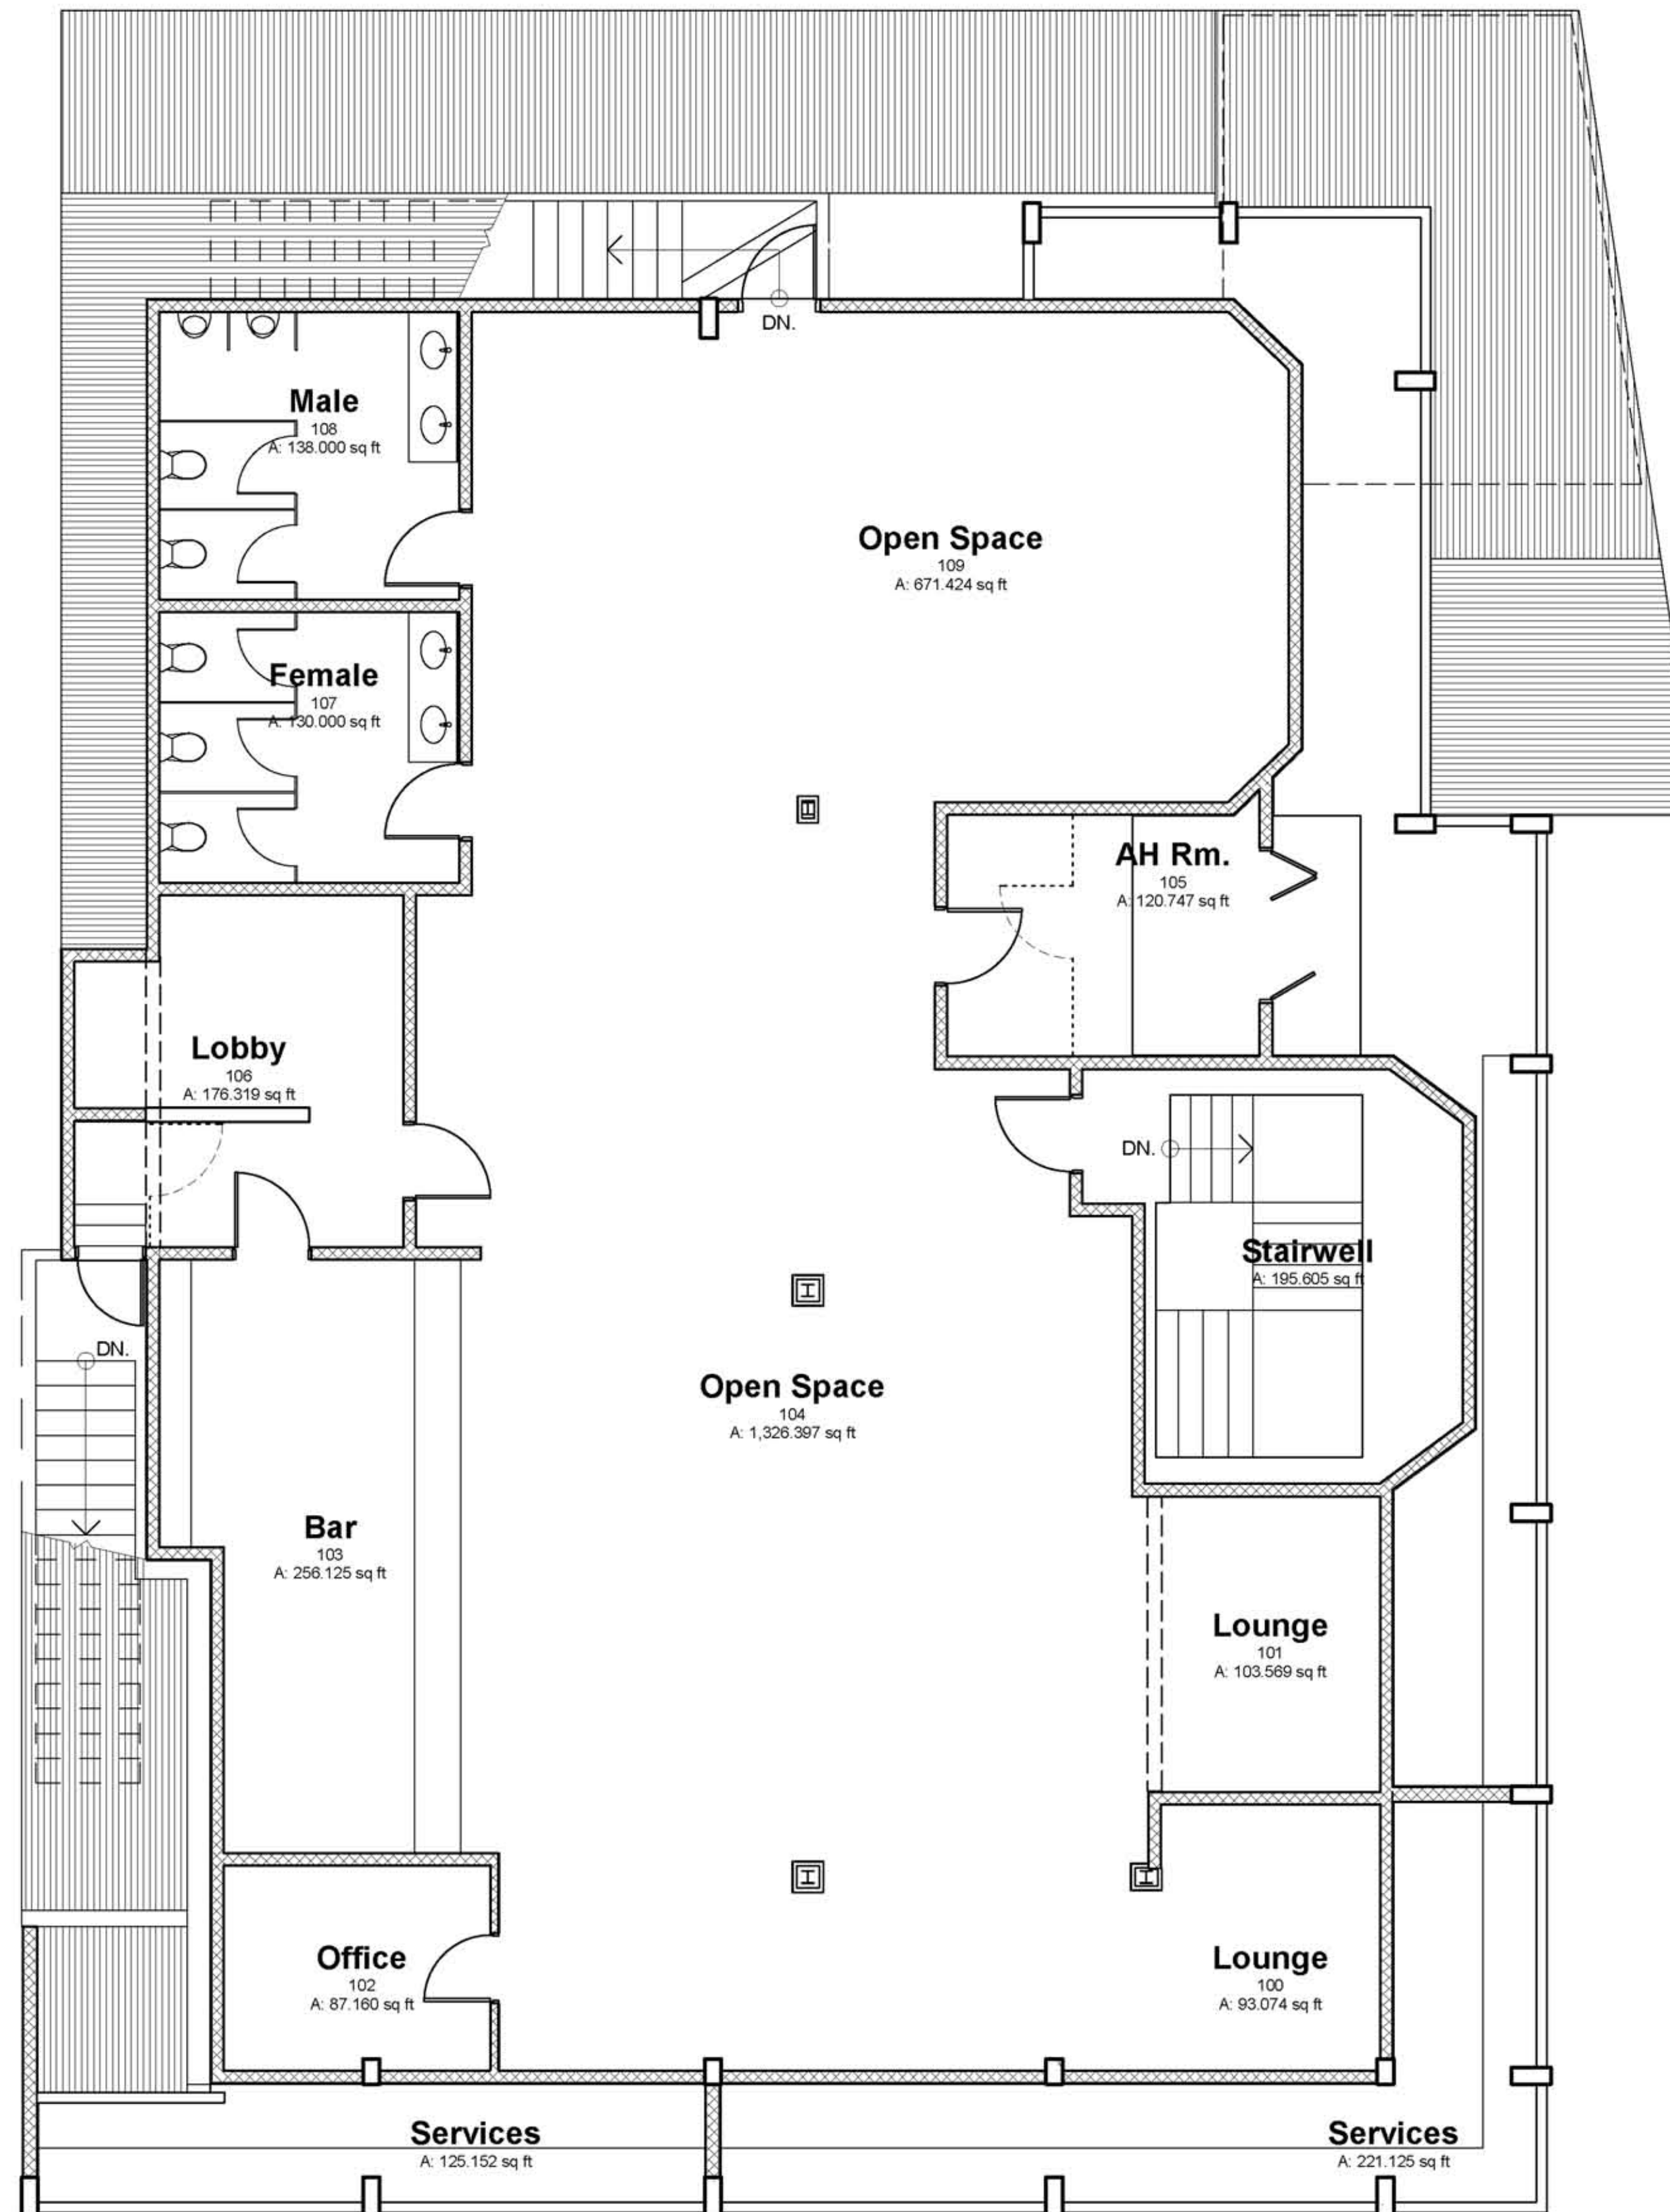 DN.
Male
108
A: 138.000 sq ft
Open Space
109
A: 671.424 sq ft
Female
107
A: 130.000 sq ft
AH Rm.
105
A: 120.747 sq ft
Lobby
106
A: 176.319 sq ft
DN.
Stairwell
A: 195.605 sq ft
DN.
Open Space
104
A: 1,326.397 sq ft
Bar
103
A: 256.125 sq ft
Lounge
101
A: 103.569 sq ft
Office
102
A: 87.160 sq ft
Lounge
100
A: 93.074 sq ft
Services
A: 125.152 sq ft
Services
A: 221.125 sq ft